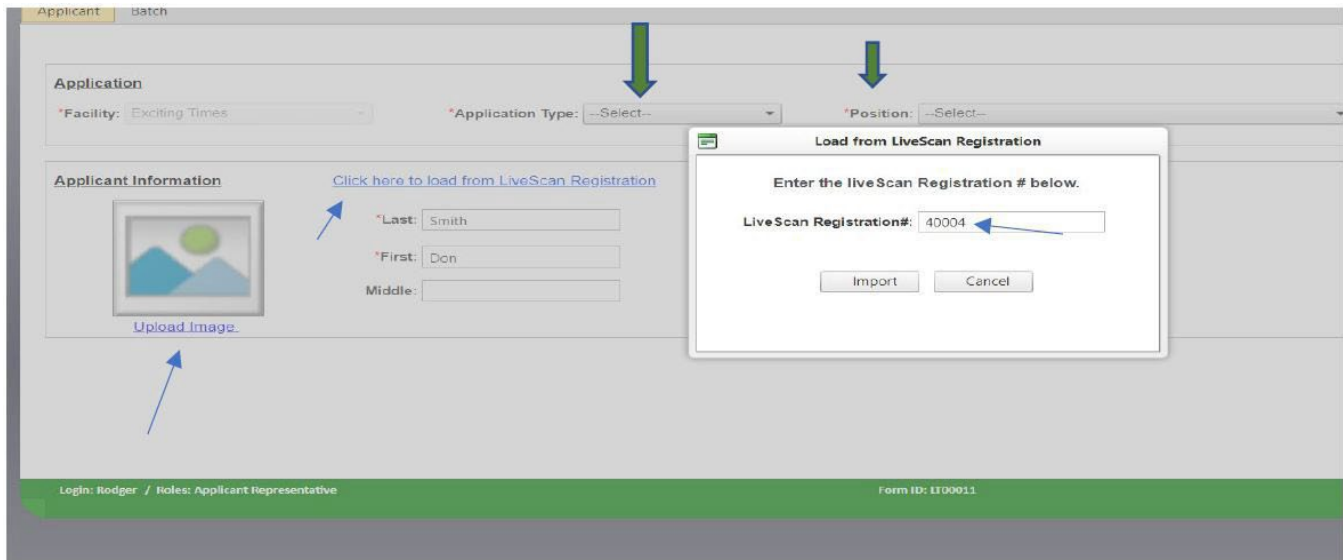 Applicant Batch
Application
*Facility: Exciting Times *Application Type: --Select-- *Position: --Select--
Load from LiveScan Registration
Applicant Information Click here to load from LiveScan Registration
Enter the liveScan Registration # below.
*Last: Smith
LiveScan Registration#: 40004
*First: Don
Middle:
Import Cancel
Upload Image
Login: Rodger / Roles: Applicant Representative Form ID: LT00011